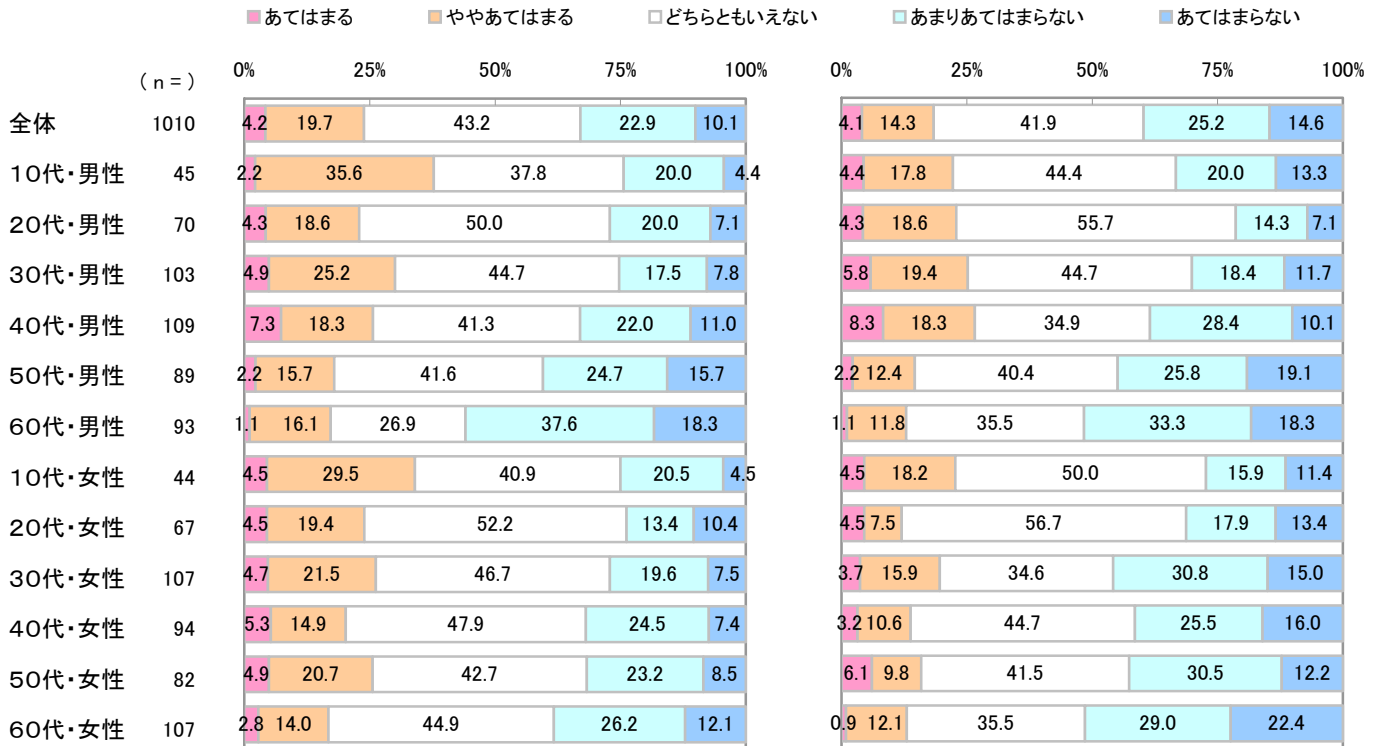 あてはまる ややあてはまる どちらともいえない あまりあてはまらない あてはまらない
0% 25% 50% 75% 100% 0% 25% 50% 75% 100%
(n=)
全体 1010 4.2 19.7 43.2 22.9 10.1 4.1 14.3 41.9 25.2 14.6
10代・男性 45 2.2 35.6 37.8 20.0 4.4 4.4 17.8 44.4 20.0 13.3
20代・男性 70 4.3 18.6 50.0 20.0 7.1 4.3 18.6 55.7 14.3 7.1
30代・男性 103 4.9 25.2 44.7 17.5 7.8 5.8 19.4 44.7 18.4 11.7
40代・男性 109 7.3 18.3 41.3 22.0 11.0 8.3 18.3 34.9 28.4 10.1
50代・男性 89 2.2 15.7 41.6 24.7 15.7 2.2 12.4 40.4 25.8 19.1
60代・男性 93 1.1 16.1 26.9 37.6 18.3 1.1 11.8 35.5 33.3 18.3
10代・女性 44 4.5 29.5 40.9 20.5 4.5 4.5 18.2 50.0 15.9 11.4
20代・女性 67 4.5 19.4 52.2 13.4 10.4 4.5 7.5 56.7 17.9 13.4
30代・女性 107 4.7 21.5 46.7 19.6 7.5 3.7 15.9 34.6 30.8 15.0
40代・女性 94 5.3 14.9 47.9 24.5 7.4 3.2 10.6 44.7 25.5 16.0
50代・女性 82 4.9 20.7 42.7 23.2 8.5 6.1 9.8 41.5 30.5 12.2
60代・女性 107 2.8 14.0 44.9 26.2 12.1 0.9 12.1 35.5 29.0 22.4